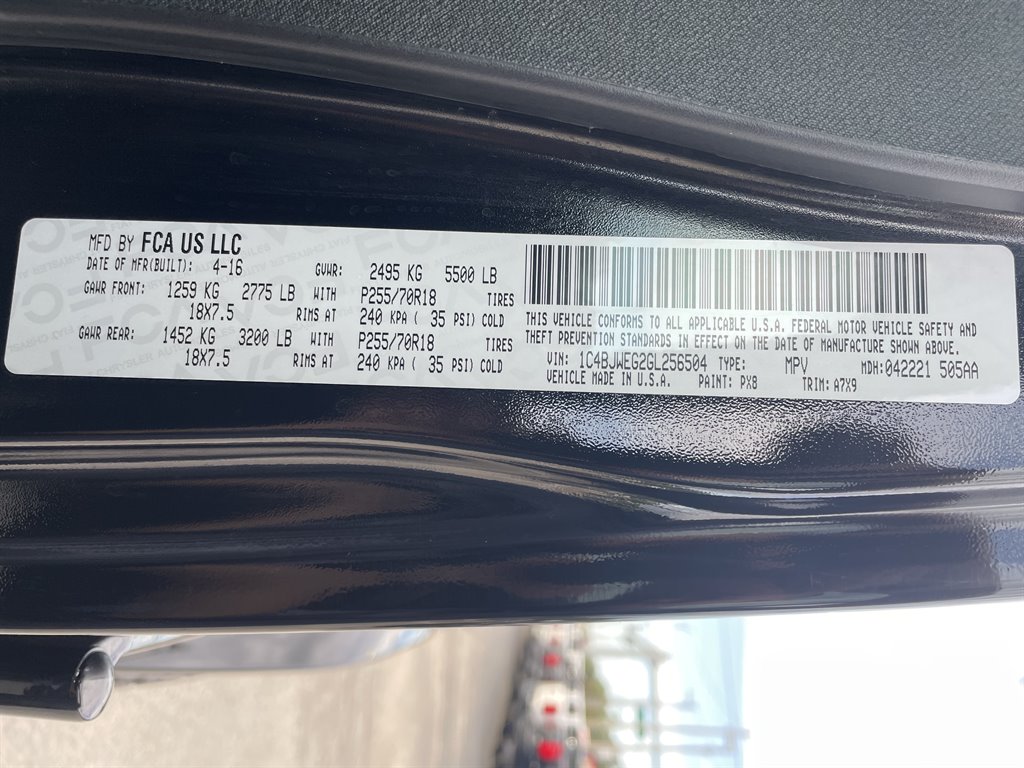 MFD BY FCA US LLC
DATE OF MFR(BUILT): 4-16 GVWR: 2495 KG 5500 LB
GAWR FRONT: 1259 KG 2775 LB WITH P255/70R18 TIRES
18X7.5 RIMS AT 240 KPA ( 35 PSI) COLD
GAWR REAR: 1452 KG 3200 LB WITH P255/70R18 TIRES
18X7.5 RIMS AT 240 KPA ( 35 PSI) COLD
THIS VEHICLE CONFORMS TO ALL APPLICABLE U.S.A. FEDERAL MOTOR VEHICLE SAFETY AND
THEFT PREVENTION STANDARDS IN EFFECT ON THE DATE OF MANUFACTURE SHOWN ABOVE.
VIN: 1C4BJWEG2GL256504 TYPE: MPV MDH:042221 505AA
VEHICLE MADE IN U.S.A. PAINT: PX8 TRIM: A7X9